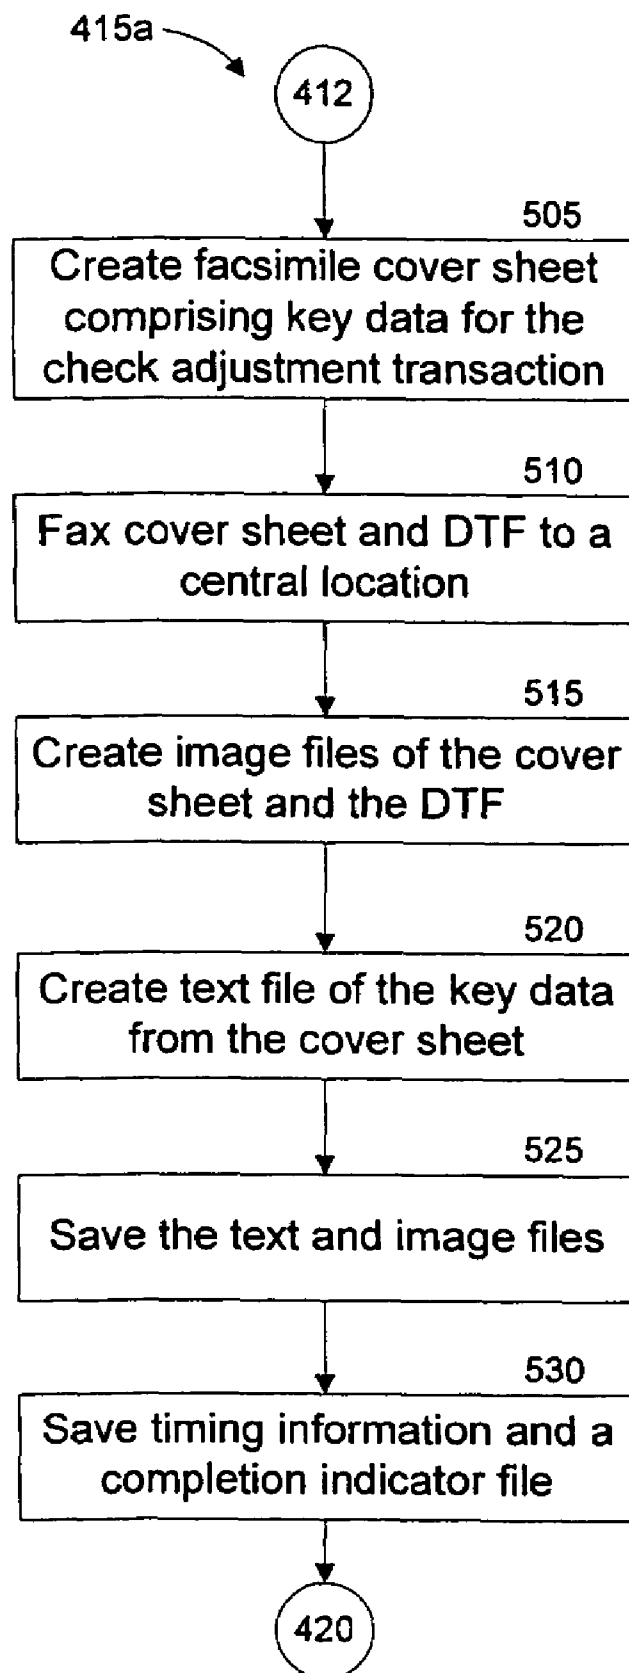 415a
412
505
Create facsimile cover sheet
comprising key data for the
check adjustment transaction
510
Fax cover sheet and DTF to a
central location
515
Create image files of the cover
sheet and the DTF
520
Create text file of the key data
from the cover sheet
525
Save the text and image files
530
Save timing information and a
completion indicator file
420